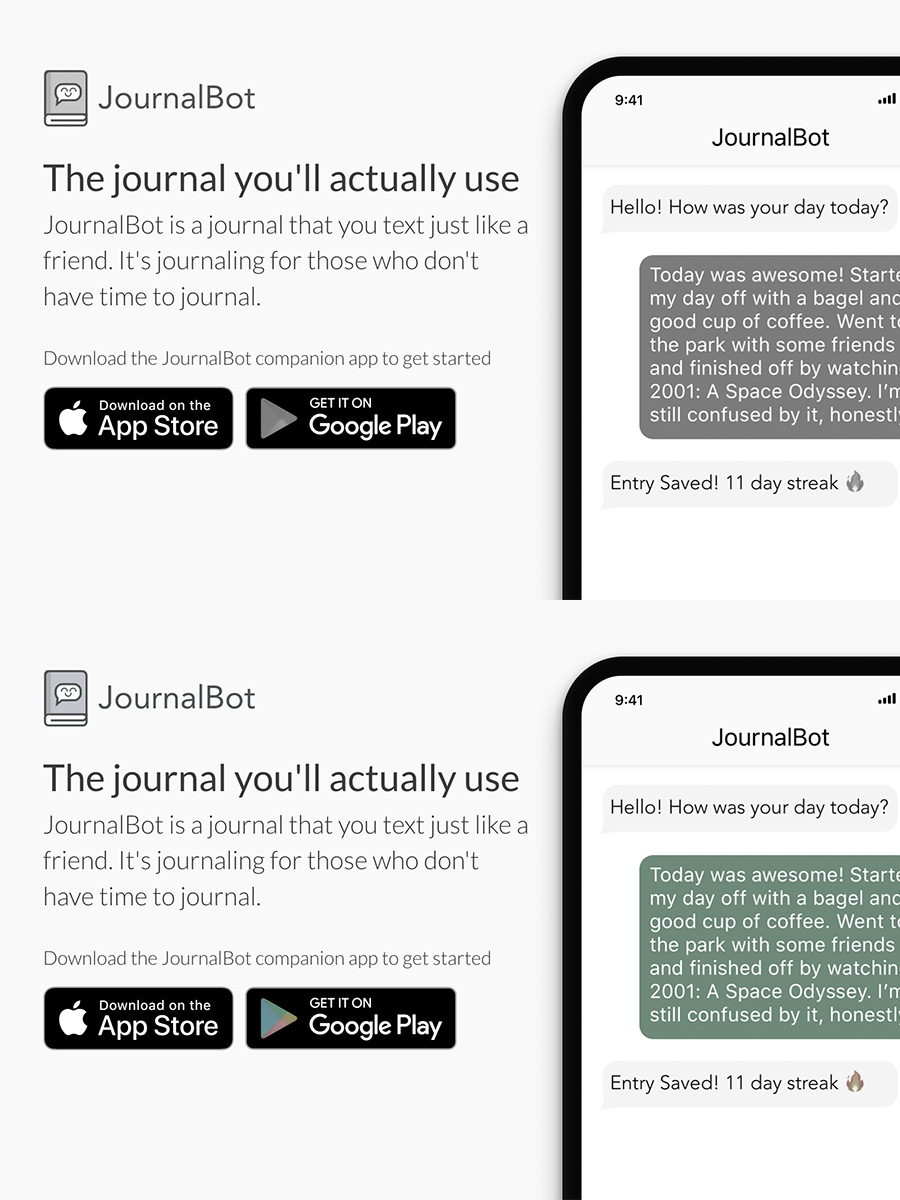 JournalBot
The journal you'll actually use
JournalBot is a journal that you text just like a
friend. It's journaling for those who don't
have time to journal.
Download the JournalBot companion app to get started
Download on the
App Store
GET IT ON
Google Play
9:41
JournalBot
Hello! How was your day today?
Today was awesome! Starte
my day off with a bagel and
good cup of coffee. Went to
the park with some friends
and finished off by watching
2001: A Space Odyssey. I’m
still confused by it, honestly
Entry Saved! 11 day streak 🔥
JournalBot
The journal you'll actually use
JournalBot is a journal that you text just like a
friend. It's journaling for those who don't
have time to journal.
Download the JournalBot companion app to get started
Download on the
App Store
GET IT ON
Google Play
9:41
JournalBot
Hello! How was your day today?
Today was awesome! Starte
my day off with a bagel and
good cup of coffee. Went to
the park with some friends
and finished off by watching
2001: A Space Odyssey. I’m
still confused by it, honestly
Entry Saved! 11 day streak 🔥